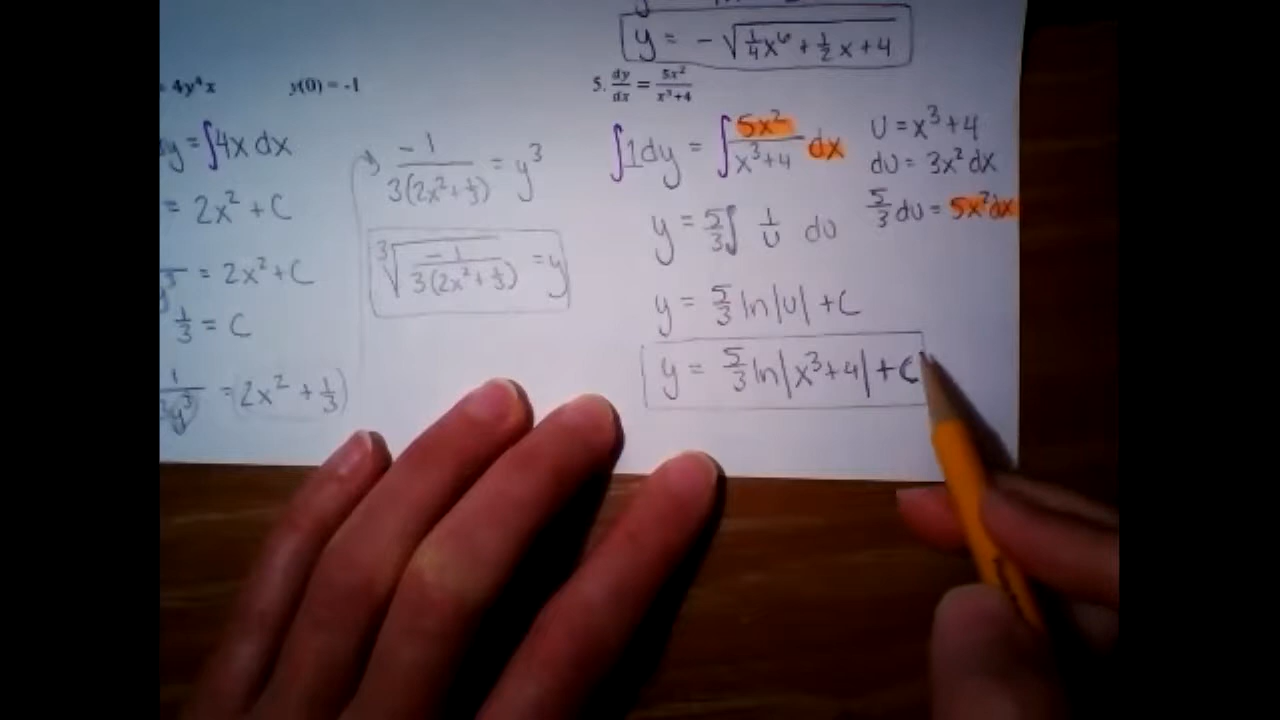 = 4y⁴x y(0) = -1
y = ∫4x dx
= 2x² + C
= 2x² + C
1/3 = C
1/3y³ = 2x² + 1/3
-1/3(2x²+1/3) = y³
∛(-1/3(2x²+1/3)) = y
y = -√(1/4x⁶ + 1/2x + 4)
5. dy/dx = 5x²/x³+4
∫1dy = ∫5x²/x³+4 dx
y = 5/3∫ 1/u du
y = 5/3 ln|u| + C
y = 5/3 ln|x³+4| + C
U = x³+4
du = 3x² dx
5/3 du = 5x²dx